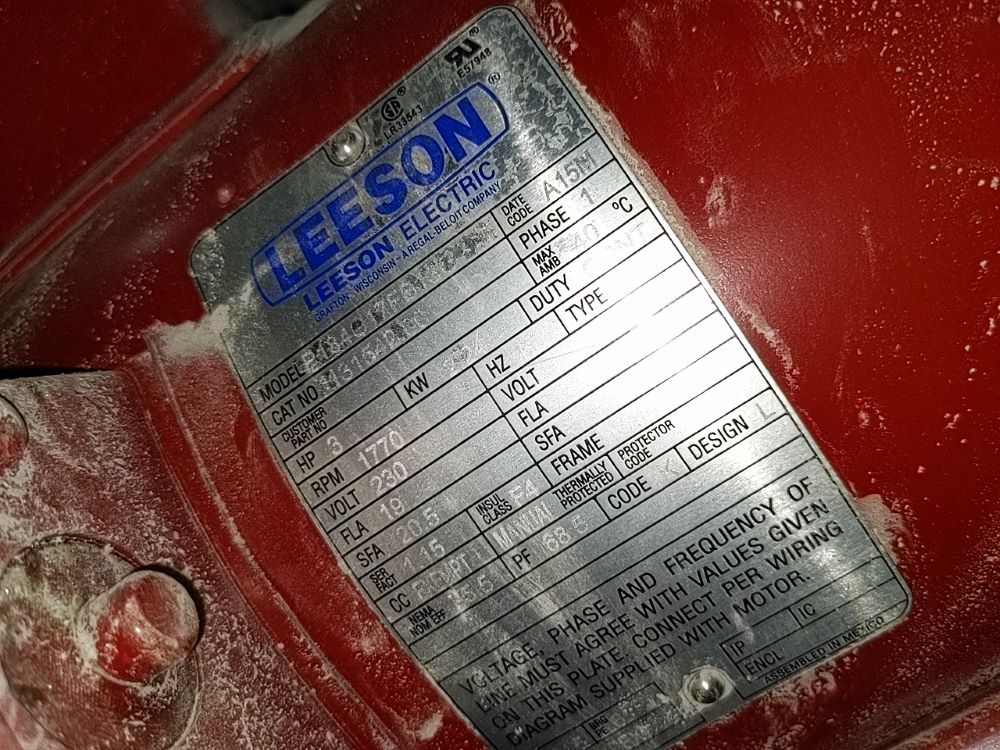 E57948
LR33543
LEESON®
LEESON ELECTRIC
GRAFTON, WISCONSIN - A REGAL-BELOIT COMPANY
DATE CODE A15M
MODEL PHASE 1
CAT NO MAX AMB 40 °C
CUSTOMER PART NO DUTY CONT
HP 3 KW TYPE
RPM 1770 HZ
VOLT 230 VOLT
FLA 19 FLA
SFA 20.5 SFA
SER FACT 1.15 INSUL CLASS F4 FRAME
CC THERMALLY PROTECTED MANUAL PROTECTOR CODE
NEMA NOM EFF PF 68.5 CODE K DESIGN L
VOLTAGE, PHASE AND FREQUENCY OF
LINE MUST AGREE WITH VALUES GIVEN
ON THIS PLATE. CONNECT PER WIRING
DIAGRAM SUPPLIED WITH MOTOR.
IP IC
ENCL
ASSEMBLED IN MEXICO